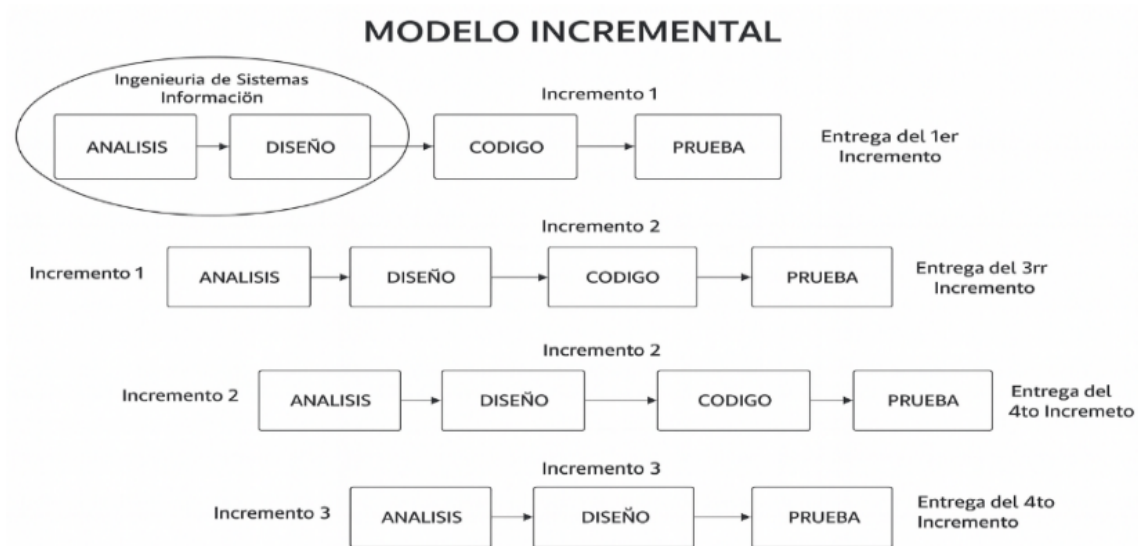 MODELO INCREMENTAL
Ingenieuria de Sistemas
Informaciön
ANALISIS
DISEÑO
Incremento 1
CODIGO
PRUEBA
Entrega del 1er
Incremento
Incremento 2
Incremento 1
ANALISIS
DISEÑO
CODIGO
PRUEBA
Entrega del 3rr
Incremento
Incremento 2
Incremento 2
ANALISIS
DISEÑO
CODIGO
PRUEBA
Entrega del
4to Incremeto
Incremento 3
Incremento 3
ANALISIS
DISEÑO
PRUEBA
Entrega del 4to
Incremento